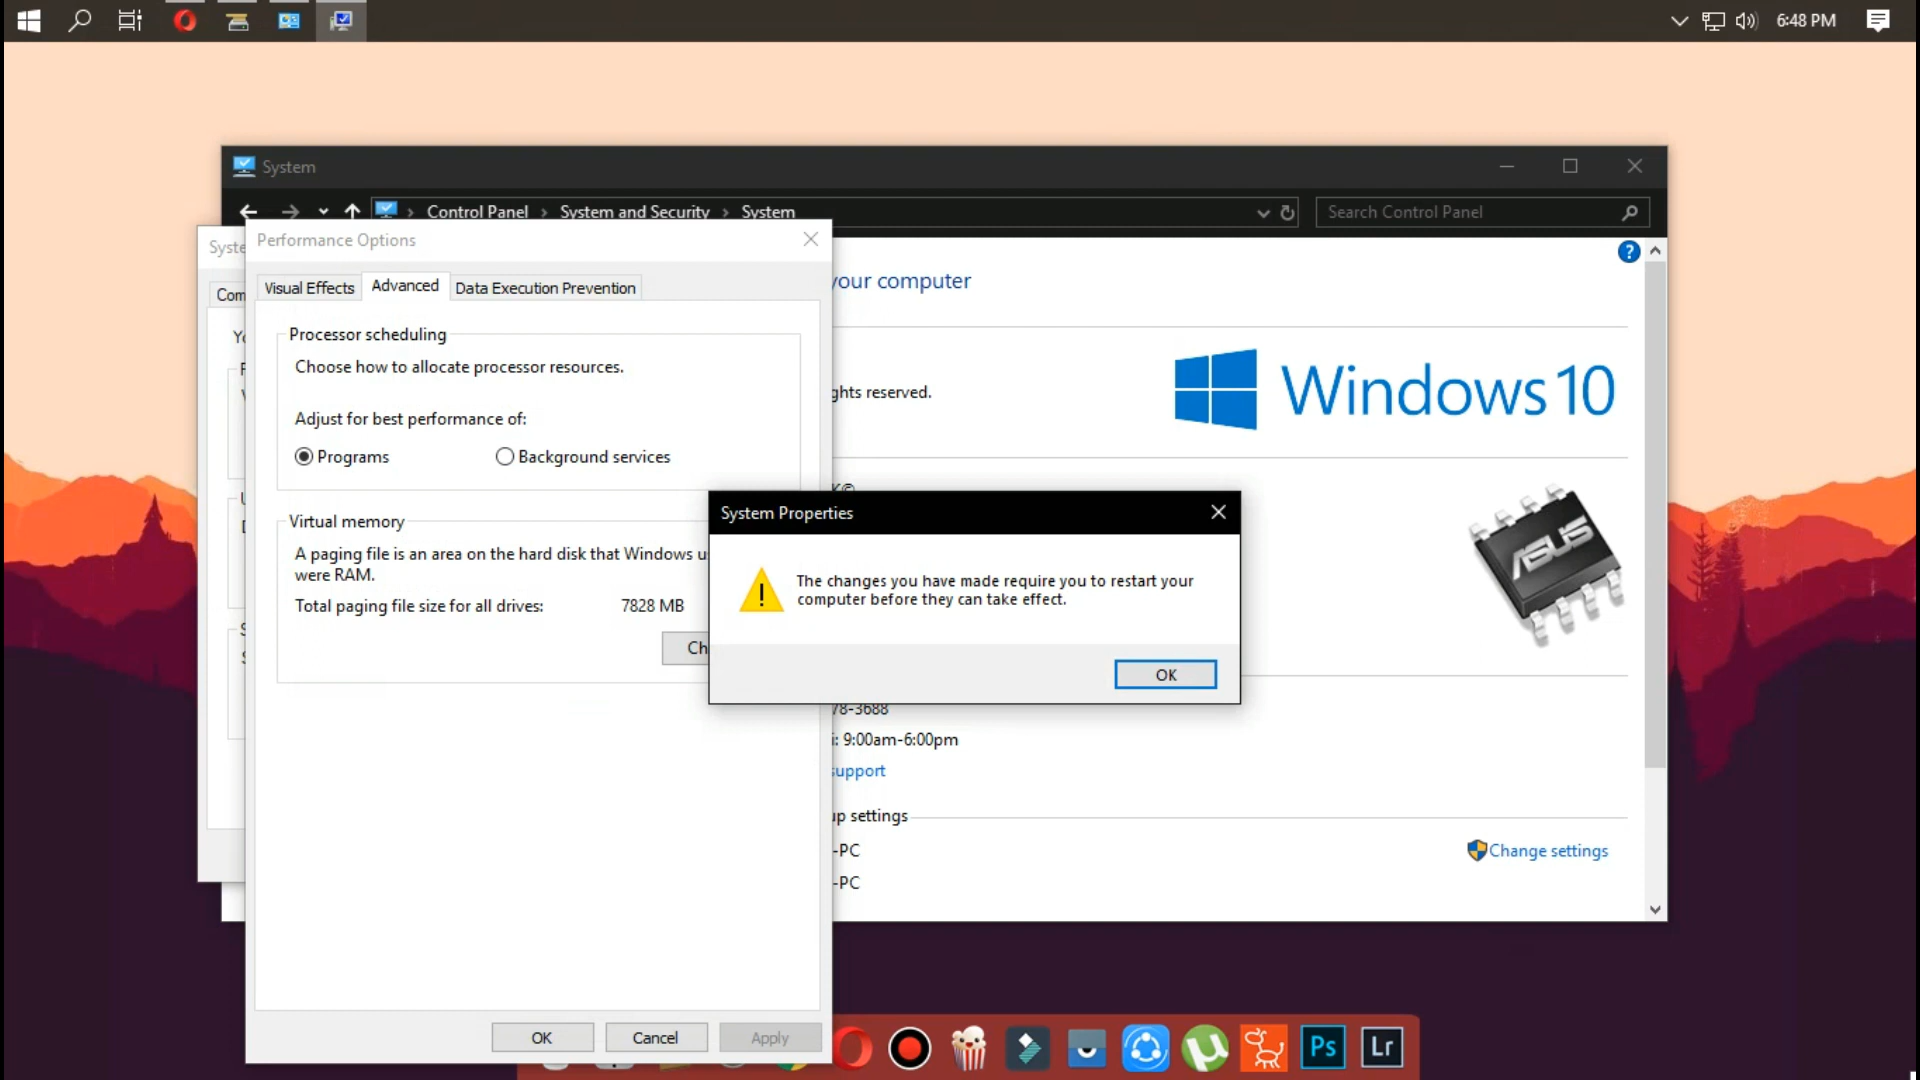 6:48 PM
System
Control Panel
System and Security
System
Search Control Panel
Syste
Performance Options
Visual Effects
Advanced
Data Execution Prevention
Com
your computer
Processor scheduling
Choose how to allocate processor resources.
Adjust for best performance of:
Programs
Background services
ghts reserved.
Windows 10
Virtual memory
A paging file is an area on the hard disk that Windows
were RAM.
Total paging file size for all drives:
7828 MB
Ch
System Properties
The changes you have made require you to restart your
computer before they can take effect.
OK
ASUS
78-3688
i: 9:00am-6:00pm
support
up settings
-PC
Change settings
-PC
OK
Cancel
Apply
Ps
Lr